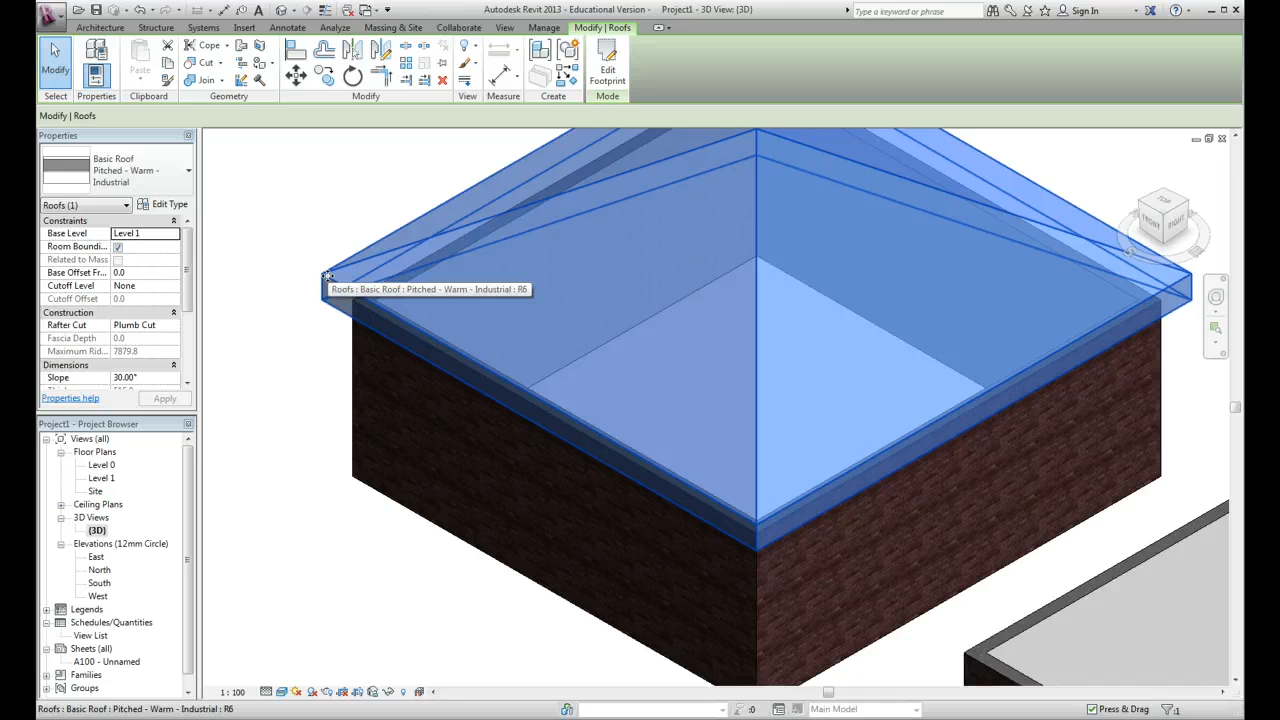 Autodesk Revit 2013 - Educational Version - Project1 - 3D View: {3D}
Type a keyword or phrase
Sign In
Architecture
Structure
Systems
Insert
Annotate
Analyze
Massing & Site
Collaborate
View
Manage
Modify | Roofs
Modify
Paste
Cope
Cut
Join
Edit
Footprint
Select
Properties
Clipboard
Geometry
Modify
View
Measure
Create
Mode
Modify | Roofs
Properties
Basic Roof
Pitched - Warm -
Industrial
Roofs (1)
Edit Type
Constraints
Base Level
Level 1
Room Boundi...
Related to Mass
Base Offset Fr...
0.0
Cutoff Level
None
Cutoff Offset
0.0
Construction
Rafter Cut
Plumb Cut
Fascia Depth
0.0
Maximum Rid...
7879.8
Dimensions
Slope
30.00°
Properties help
Apply
Project1 - Project Browser
Views (all)
Floor Plans
Level 0
Level 1
Site
Ceiling Plans
3D Views
{3D}
Elevations (12mm Circle)
East
North
South
West
Legends
Schedules/Quantities
View List
Sheets (all)
A100 - Unnamed
Families
Groups
Roofs : Basic Roof : Pitched - Warm - Industrial : R6
TOP
FRONT
RIGHT
1 : 100
Roofs : Basic Roof : Pitched - Warm - Industrial : R6
:0
Main Model
Press & Drag
:1